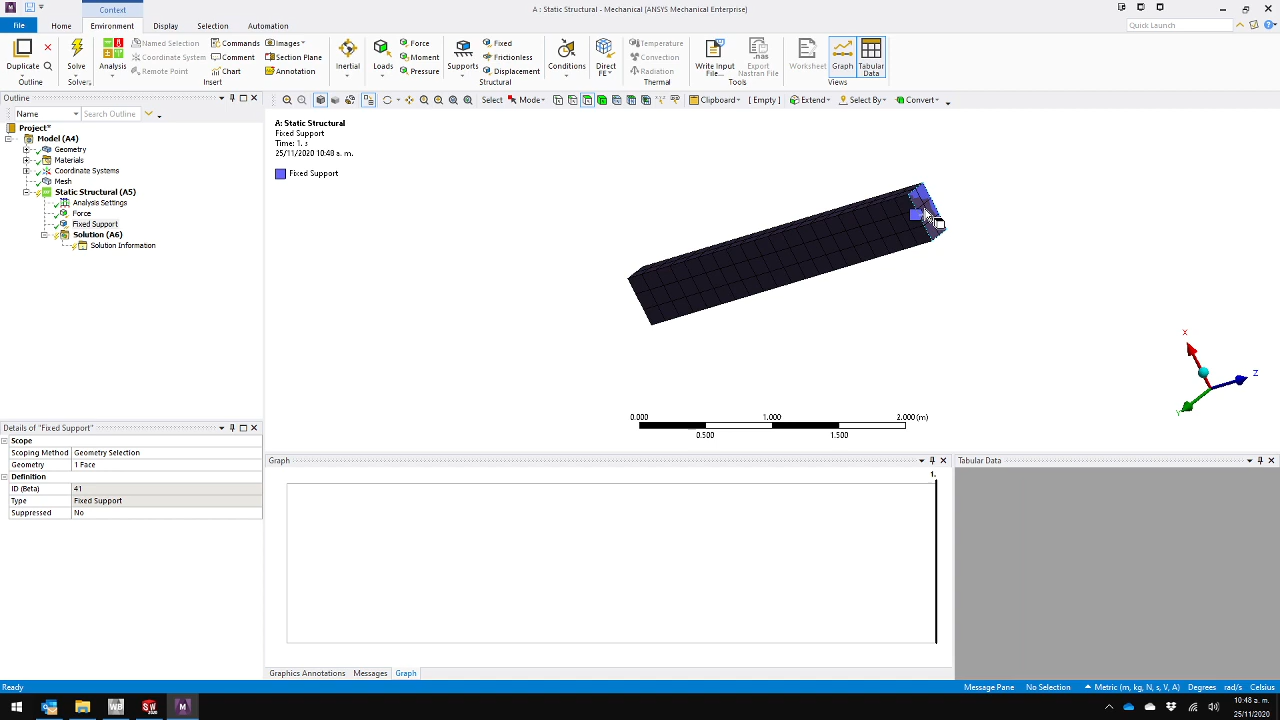 Context
A : Static Structural - Mechanical (ANSYS Mechanical Enterprise)
File Home Environment Display Selection Automation Quick Launch
Duplicate
Outline
Solve
Solver
Analysis
Named Selection
Coordinate System
Remote Point
Commands
Comment
Chart
Images
Section Plane
Annotation
Insert
Inertial
Loads
Force
Moment
Pressure
Supports
Fixed
Frictionless
Displacement
Structural
Conditions
Direct
FE
Temperature
Convection
Radiation
Thermal
Write Input
File...
Export
Nastran File
Tools
Worksheet
Graph
Tabular
Data
Views
Outline
Name Search Outline
Select Mode Clipboard [ Empty ] Extend Select By Convert
Project*
Model (A4)
Geometry
Materials
Coordinate Systems
Mesh
Static Structural (A5)
Analysis Settings
Force
Fixed Support
Solution (A6)
Solution Information
A: Static Structural
Fixed Support
Time: 1. s
25/11/2020 10:48 a. m.
Fixed Support
X
Y
Z
0.000 1.000 2.000 (m)
0.500 1.500
Details of "Fixed Support"
Scope
Scoping Method Geometry Selection
Geometry 1 Face
Definition
ID (Beta) 41
Type Fixed Support
Suppressed No
Graph
1.
Tabular Data
Graphics Annotations Messages Graph
Ready Message Pane No Selection Metric (m, kg, N, s, V, A) Degrees rad/s Celsius
10:48 a. m.
25/11/2020